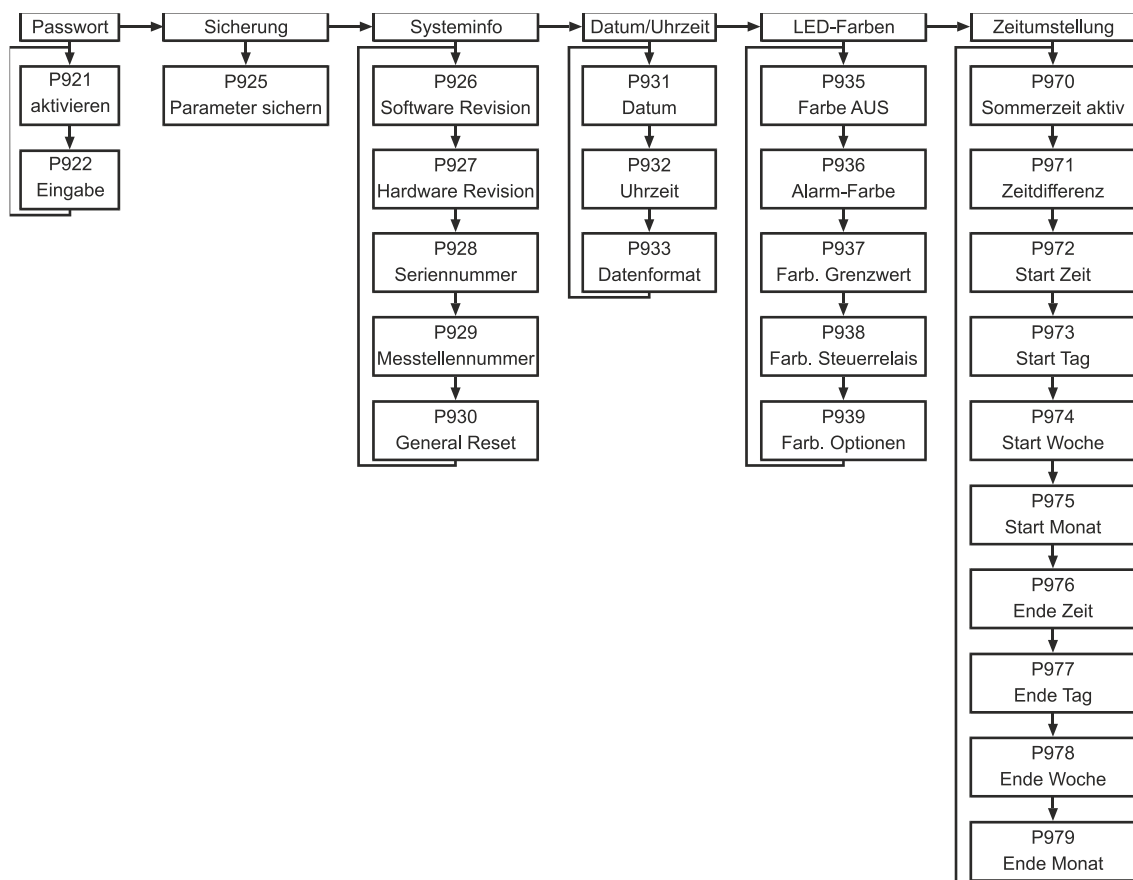 Passwort
Sicherung
Systeminfo
Datum/Uhrzeit
LED-Farben
Zeitumstellung
P921
aktivieren
P922
Eingabe
P925
Parameter sichern
P926
Software Revision
P927
Hardware Revision
P928
Seriennummer
P929
Messtellennummer
P930
General Reset
P931
Datum
P932
Uhrzeit
P933
Datenformat
P935
Farbe AUS
P936
Alarm-Farbe
P937
Farb. Grenzwert
P938
Farb. Steuerrelais
P939
Farb. Optionen
P970
Sommerzeit aktiv
P971
Zeitdifferenz
P972
Start Zeit
P973
Start Tag
P974
Start Woche
P975
Start Monat
P976
Ende Zeit
P977
Ende Tag
P978
Ende Woche
P979
Ende Monat